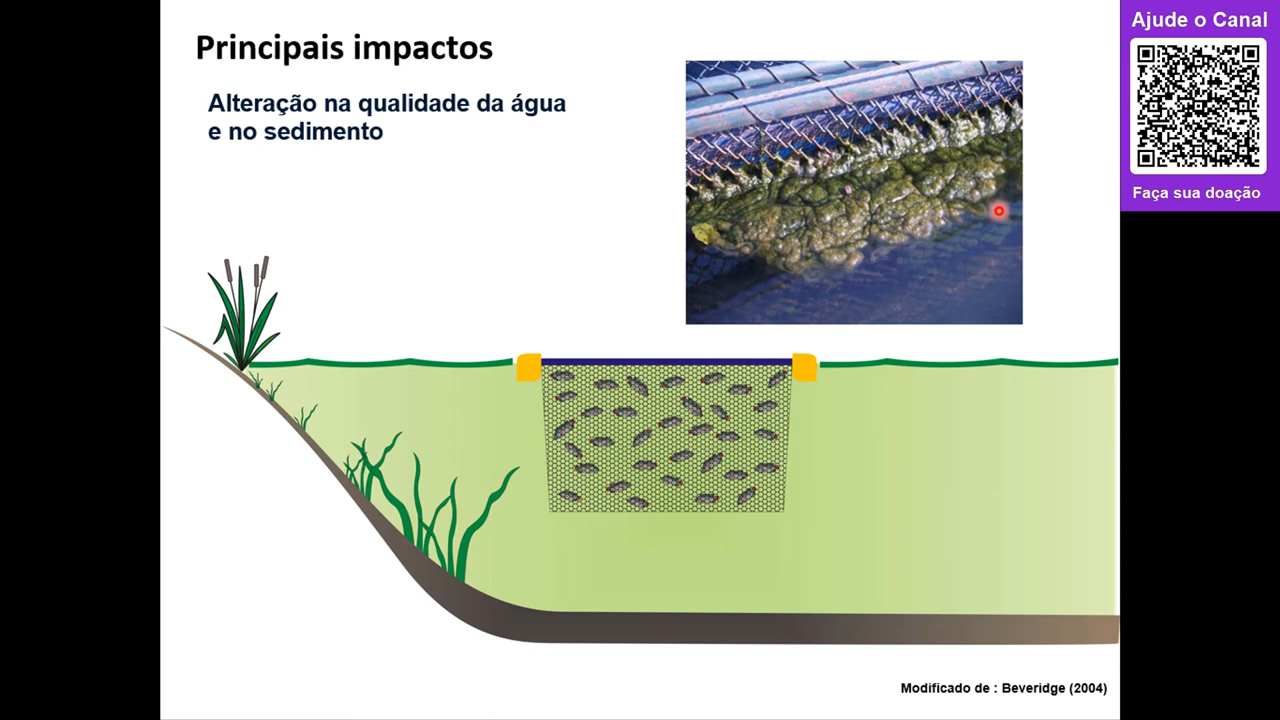 Principais impactos
Alteração na qualidade da água
e no sedimento
Modificado de : Beveridge (2004)
Ajude o Canal
Faça sua doação